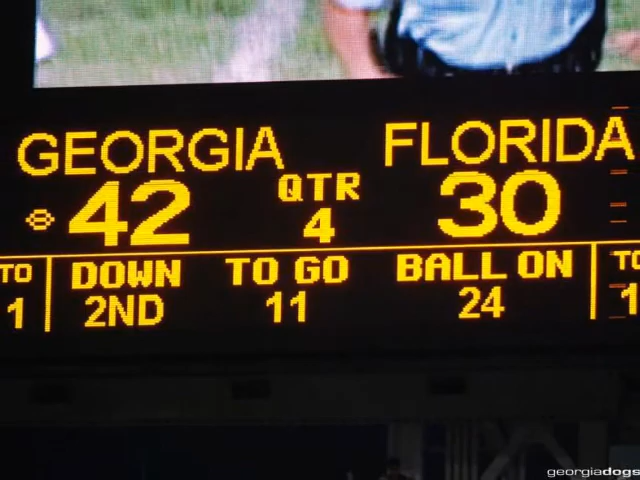 GEORGIA FLORIDA
42 QTR 30
4
TO DOWN TO GO BALL ON TO
1 2ND 11 24 1
georgiadogs